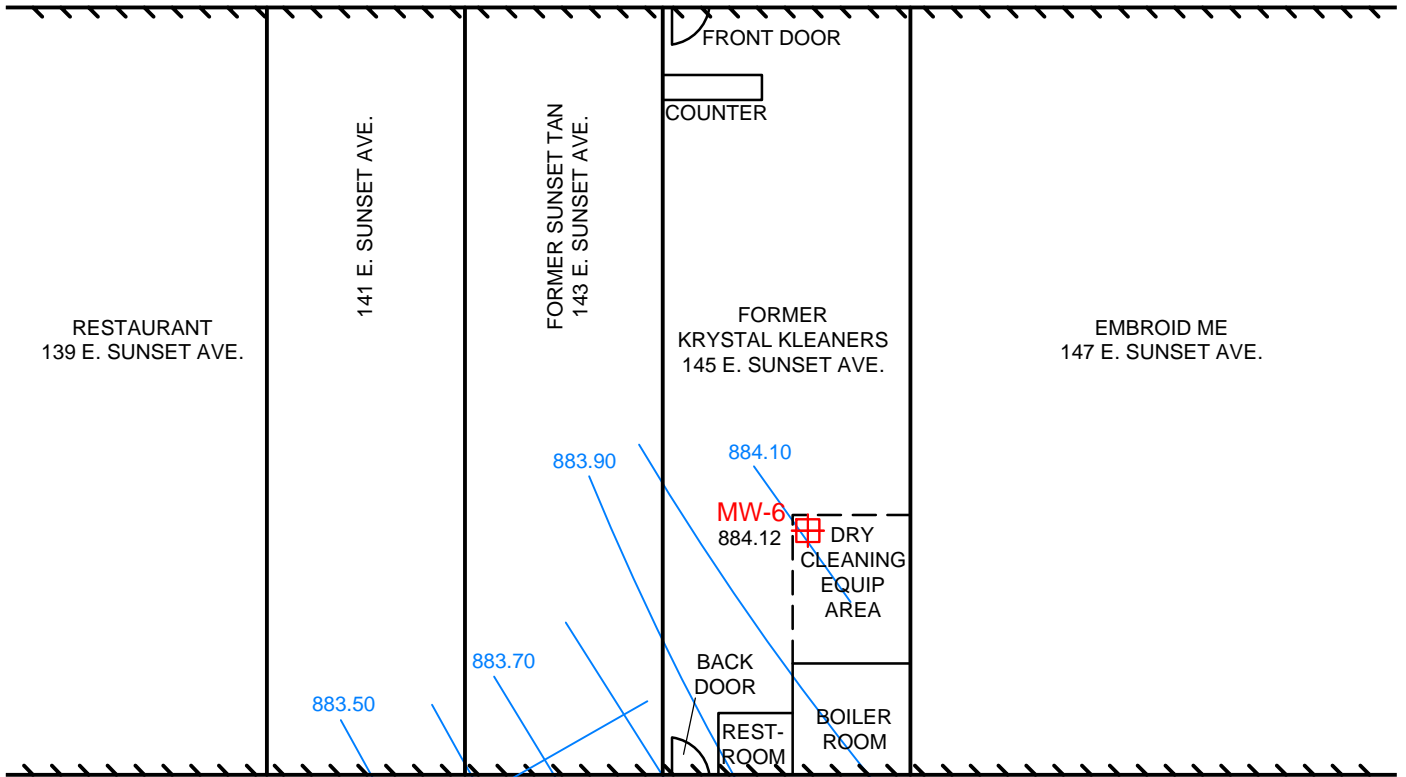 FRONT DOOR
COUNTER
141 E. SUNSET AVE.
FORMER SUNSET TAN
143 E. SUNSET AVE.
RESTAURANT
139 E. SUNSET AVE.
FORMER
KRYSTAL KLEANERS
145 E. SUNSET AVE.
EMBROID ME
147 E. SUNSET AVE.
883.90
884.10
MW-6
884.12
DRY
CLEANING
EQUIP
AREA
883.70
883.50
BACK
DOOR
REST-
ROOM
BOILER
ROOM